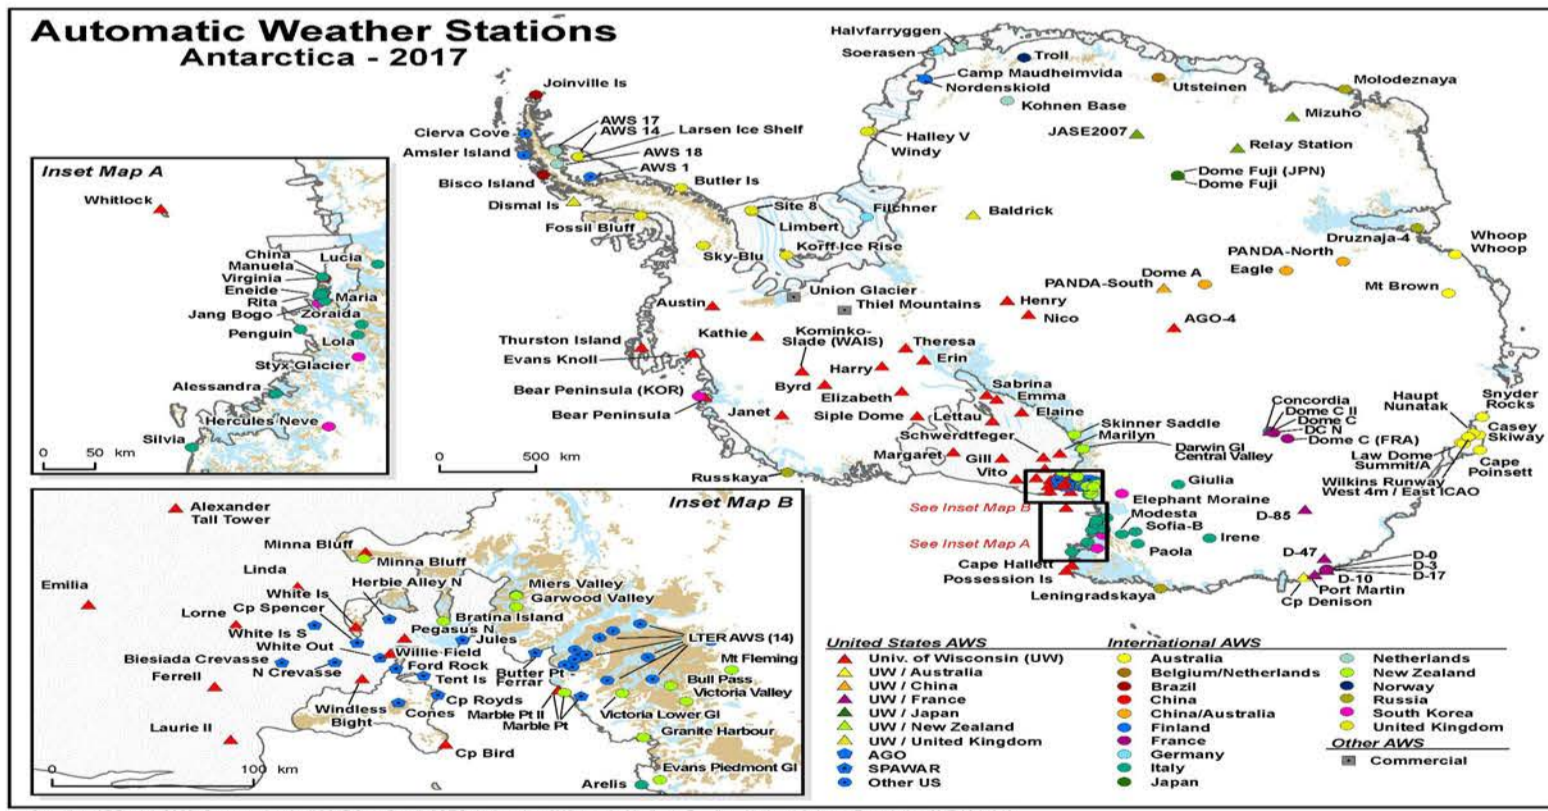 Automatic Weather Stations
Antarctica - 2017
Joinville Is
Cierva Cove
Amsler Island
Bisco Island
Dismal Is
Fossil Bluff
AWS 17
AWS 14
Larsen Ice Shelf
AWS 18
AWS 1
Butler Is
Sky-Blu
Site 8
Limbert
Korff Ice Rise
Filchner
Halvfarryggen
Soerasen
Troll
Camp Maudheimvida
Nordenskiold
Kohnen Base
Halley V
Windy
Baldrick
Utsteinen
Molodeznaya
Mizuho
JASE2007
Relay Station
Dome Fuji (JPN)
Dome Fuji
Druznaja-4
Whoop
Whoop
PANDA-North
Eagle
Dome A
PANDA-South
Mt Brown
AGO-4
Union Glacier
Thiel Mountains
Henry
Nico
Austin
Kathie
Thurston Island
Evans Knoll
Kominko-
Slade (WAIS)
Theresa
Erin
Harry
Byrd
Elizabeth
Bear Peninsula (KOR)
Bear Peninsula
Janet
Siple Dome
Lettau
Sabrina
Emma
Elaine
Schwerdtfeger
Skinner Saddle
Marilyn
Darwin Gl
Central Valley
Margaret
Gill
Vito
Russkaya
Concordia
Dome C II
Dome C
DC N
Dome C (FRA)
Haupt
Nunatak
Snyder
Rocks
Casey
Skiway
Law Dome
Summit/A
Cape
Poinsett
Wilkins Runway
West 4m / East ICAO
Giulia
Elephant Moraine
Modesta
Sofia-B
Irene
Paola
D-85
D-47
D-0
D-3
D-17
D-10
Port Martin
Cp Denison
See Inset Map B
See Inset Map A
Cape Hallett
Possession Is
Leningradskaya
0 500 km
Inset Map A
Whitlock
China
Manuela
Virginia
Eneide
Rita
Jang Bogo
Lucia
Maria
Zoraida
Penguin
Lola
Styx Glacier
Alessandra
Hercules Neve
Silvia
0 50 km
Inset Map B
Alexander
Tall Tower
Minna Bluff
Minna Bluff
Emilia
Linda
Herbie Alley N
White Is
Cp Spencer
Lorne
White Is S
White Out
Biesiada Crevasse
Ferrell
N Crevasse
Miers Valley
Garwood Valley
Bratina Island
Pegasus N
Jules
Willie Field
Ford Rock
Tent Is
Butter Pt
Ferrar
LTER AWS (14)
Mt Fleming
Bull Pass
Victoria Valley
Cp Royds
Windless
Bight
Cones
Marble Pt II
Marble Pt
Victoria Lower Gl
Laurie II
Granite Harbour
Cp Bird
Evans Piedmont Gl
Arelis
0 100 km
United States AWS
Univ. of Wisconsin (UW)
UW / Australia
UW / China
UW / France
UW / Japan
UW / New Zealand
UW / United Kingdom
AGO
SPAWAR
Other US
International AWS
Australia
Belgium/Netherlands
Brazil
China
China/Australia
Finland
France
Germany
Italy
Japan
Netherlands
New Zealand
Norway
Russia
South Korea
United Kingdom
Other AWS
Commercial